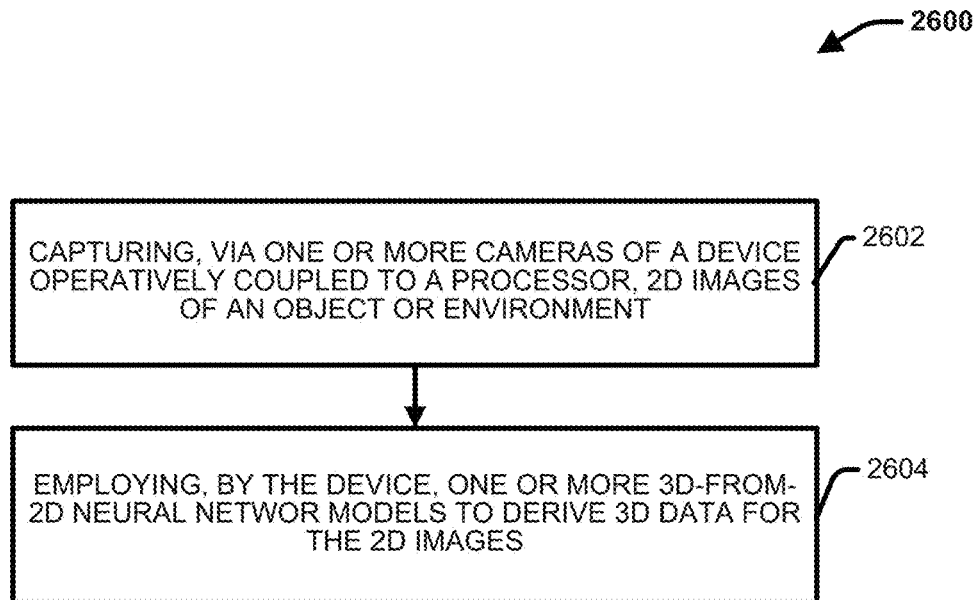 2600
CAPTURING, VIA ONE OR MORE CAMERAS OF A DEVICE
OPERATIVELY COUPLED TO A PROCESSOR, 2D IMAGES
OF AN OBJECT OR ENVIRONMENT
2602
EMPLOYING, BY THE DEVICE, ONE OR MORE 3D-FROM-
2D NEURAL NETWOR MODELS TO DERIVE 3D DATA FOR
THE 2D IMAGES
2604